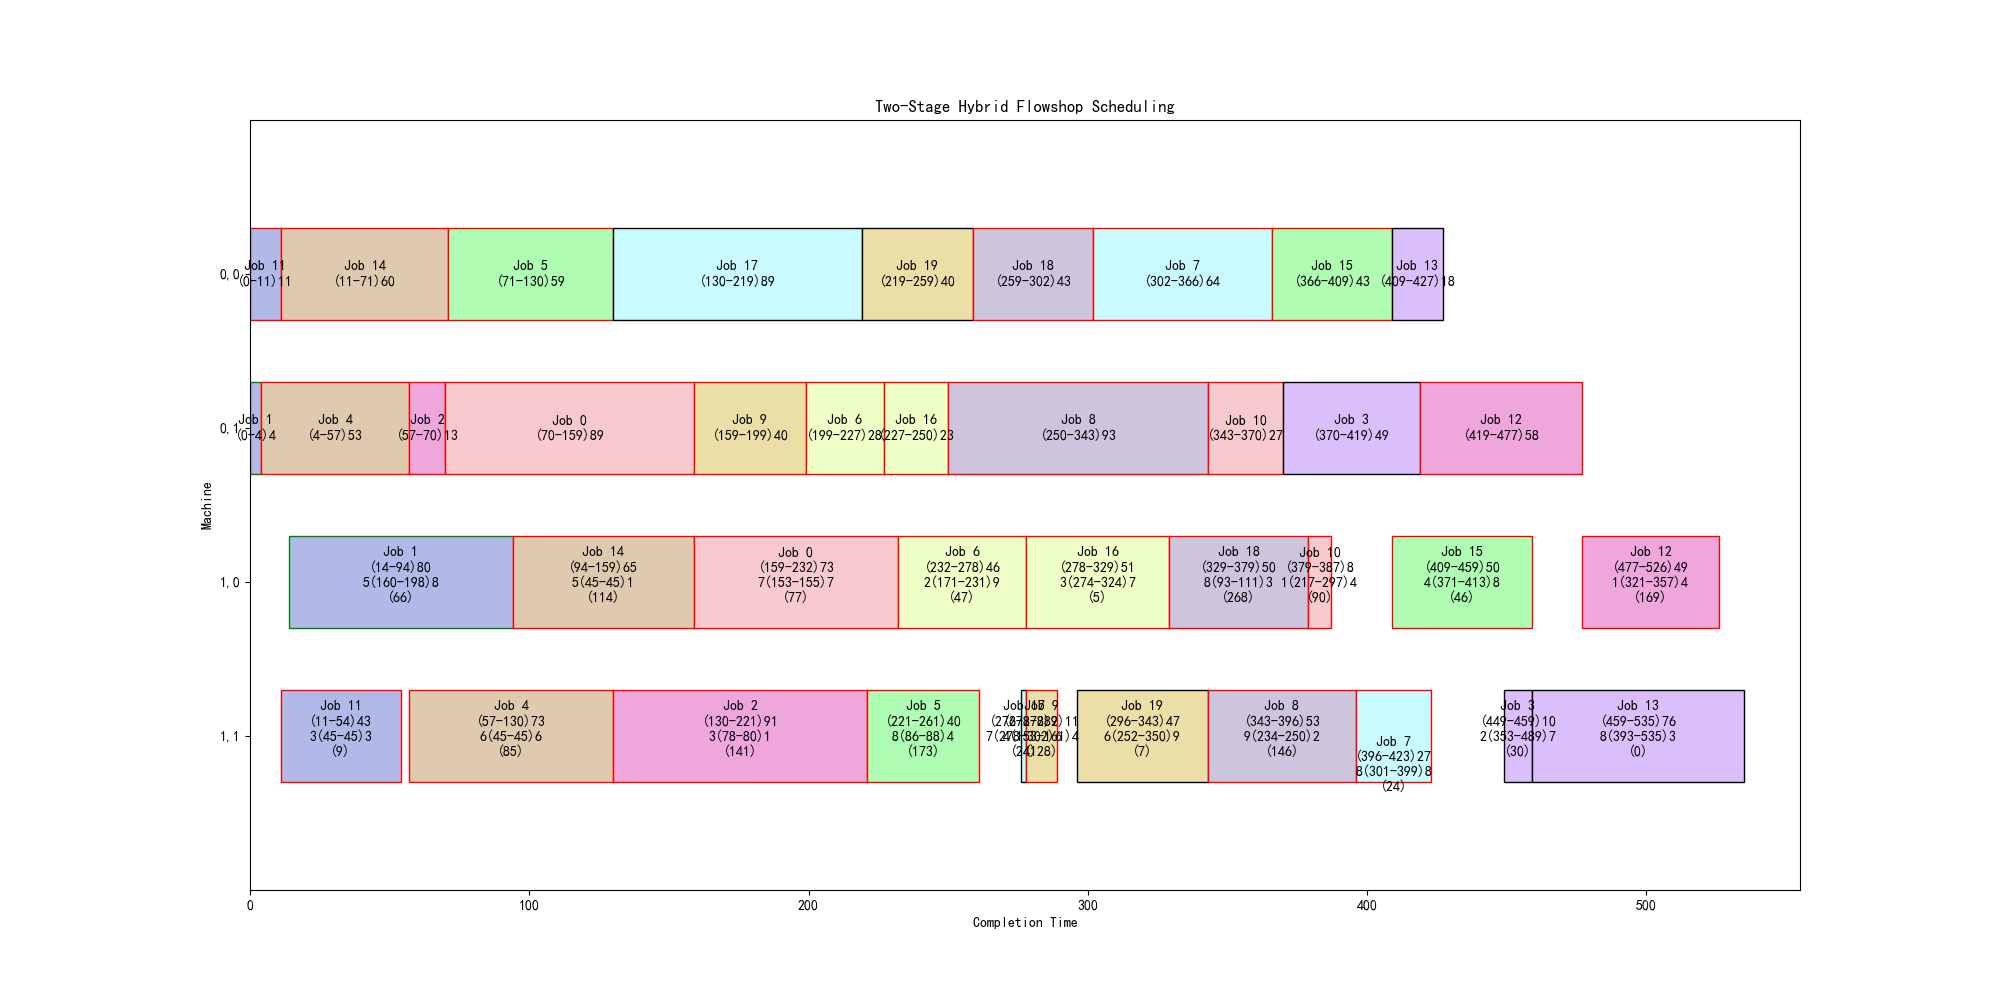 Two-Stage Hybrid Flowshop Scheduling
Machine
0,0
Job 11
(0-11)11
Job 14
(11-71)60
Job 5
(71-130)59
Job 17
(130-219)89
Job 19
(219-259)40
Job 18
(259-302)43
Job 7
(302-366)64
Job 15
(366-409)43
Job 13
(409-427)18
0,1
Job 1
(0-4)4
Job 4
(4-57)53
Job 2
(57-70)13
Job 0
(70-159)89
Job 9
(159-199)40
Job 6
(199-227)28
Job 16
(227-250)23
Job 8
(250-343)93
Job 10
(343-370)27
Job 3
(370-419)49
Job 12
(419-477)58
1,0
Job 1
(14-94)80
5(160-198)8
(66)
Job 14
(94-159)65
5(45-45)1
(114)
Job 0
(159-232)73
7(153-155)7
(77)
Job 6
(232-278)46
2(171-231)9
(47)
Job 16
(278-329)51
3(274-324)7
(5)
Job 18
(329-379)50
8(93-111)3
(268)
Job 10
(379-387)8
1(217-297)4
(90)
Job 15
(409-459)50
4(371-413)8
(46)
Job 12
(477-526)49
1(321-357)4
(169)
1,1
Job 11
(11-54)43
3(45-45)3
(9)
Job 4
(57-130)73
6(45-45)6
(85)
Job 2
(130-221)91
3(78-80)1
(141)
Job 5
(221-261)40
8(86-88)4
(173)
Job 9
(128)
Job 19
(296-343)47
6(252-350)9
(7)
Job 8
(343-396)53
9(234-250)2
(146)
Job 7
(396-423)27
8(301-399)8
(24)
Job 3
(449-459)10
2(353-489)7
(30)
Job 13
(459-535)76
8(393-535)3
(0)
0
100
200
300
400
500
Completion Time